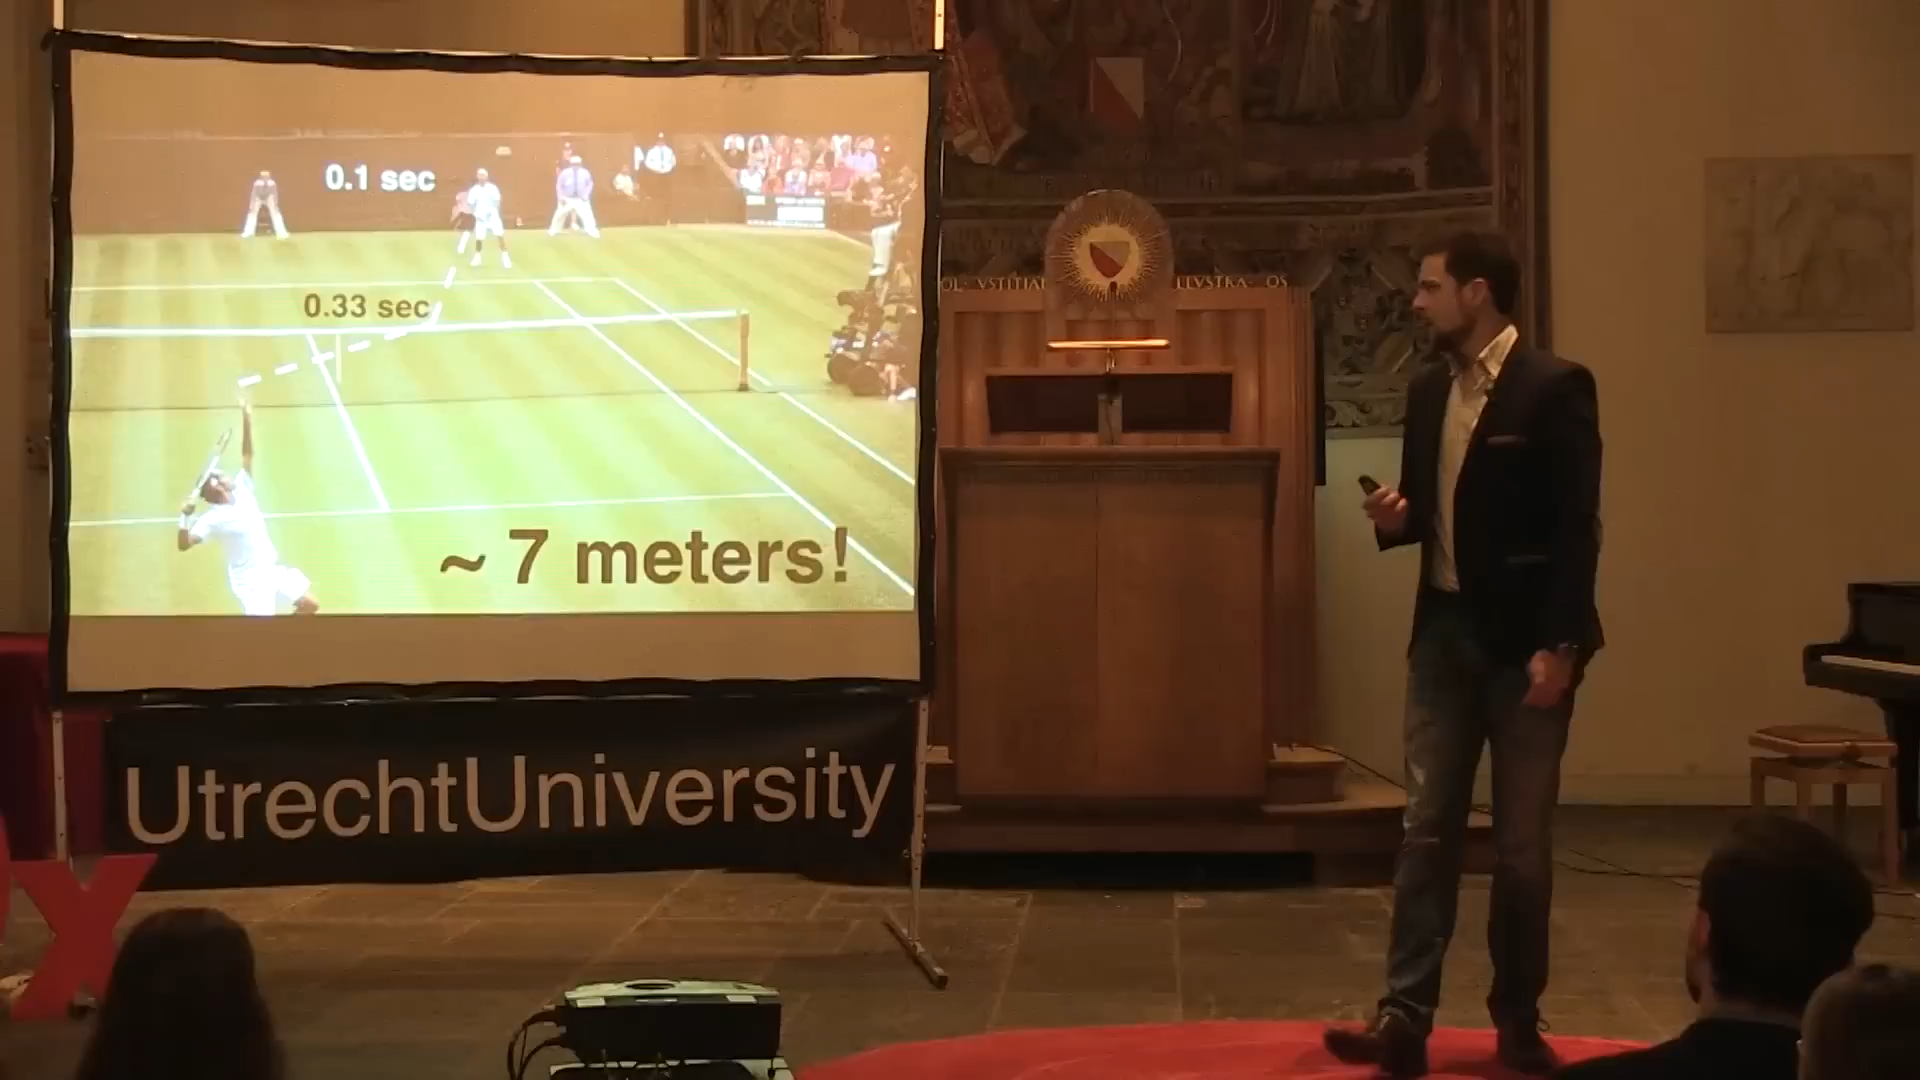 0.1 sec
0.33 sec
~ 7 meters!
UtrechtUniversity
X